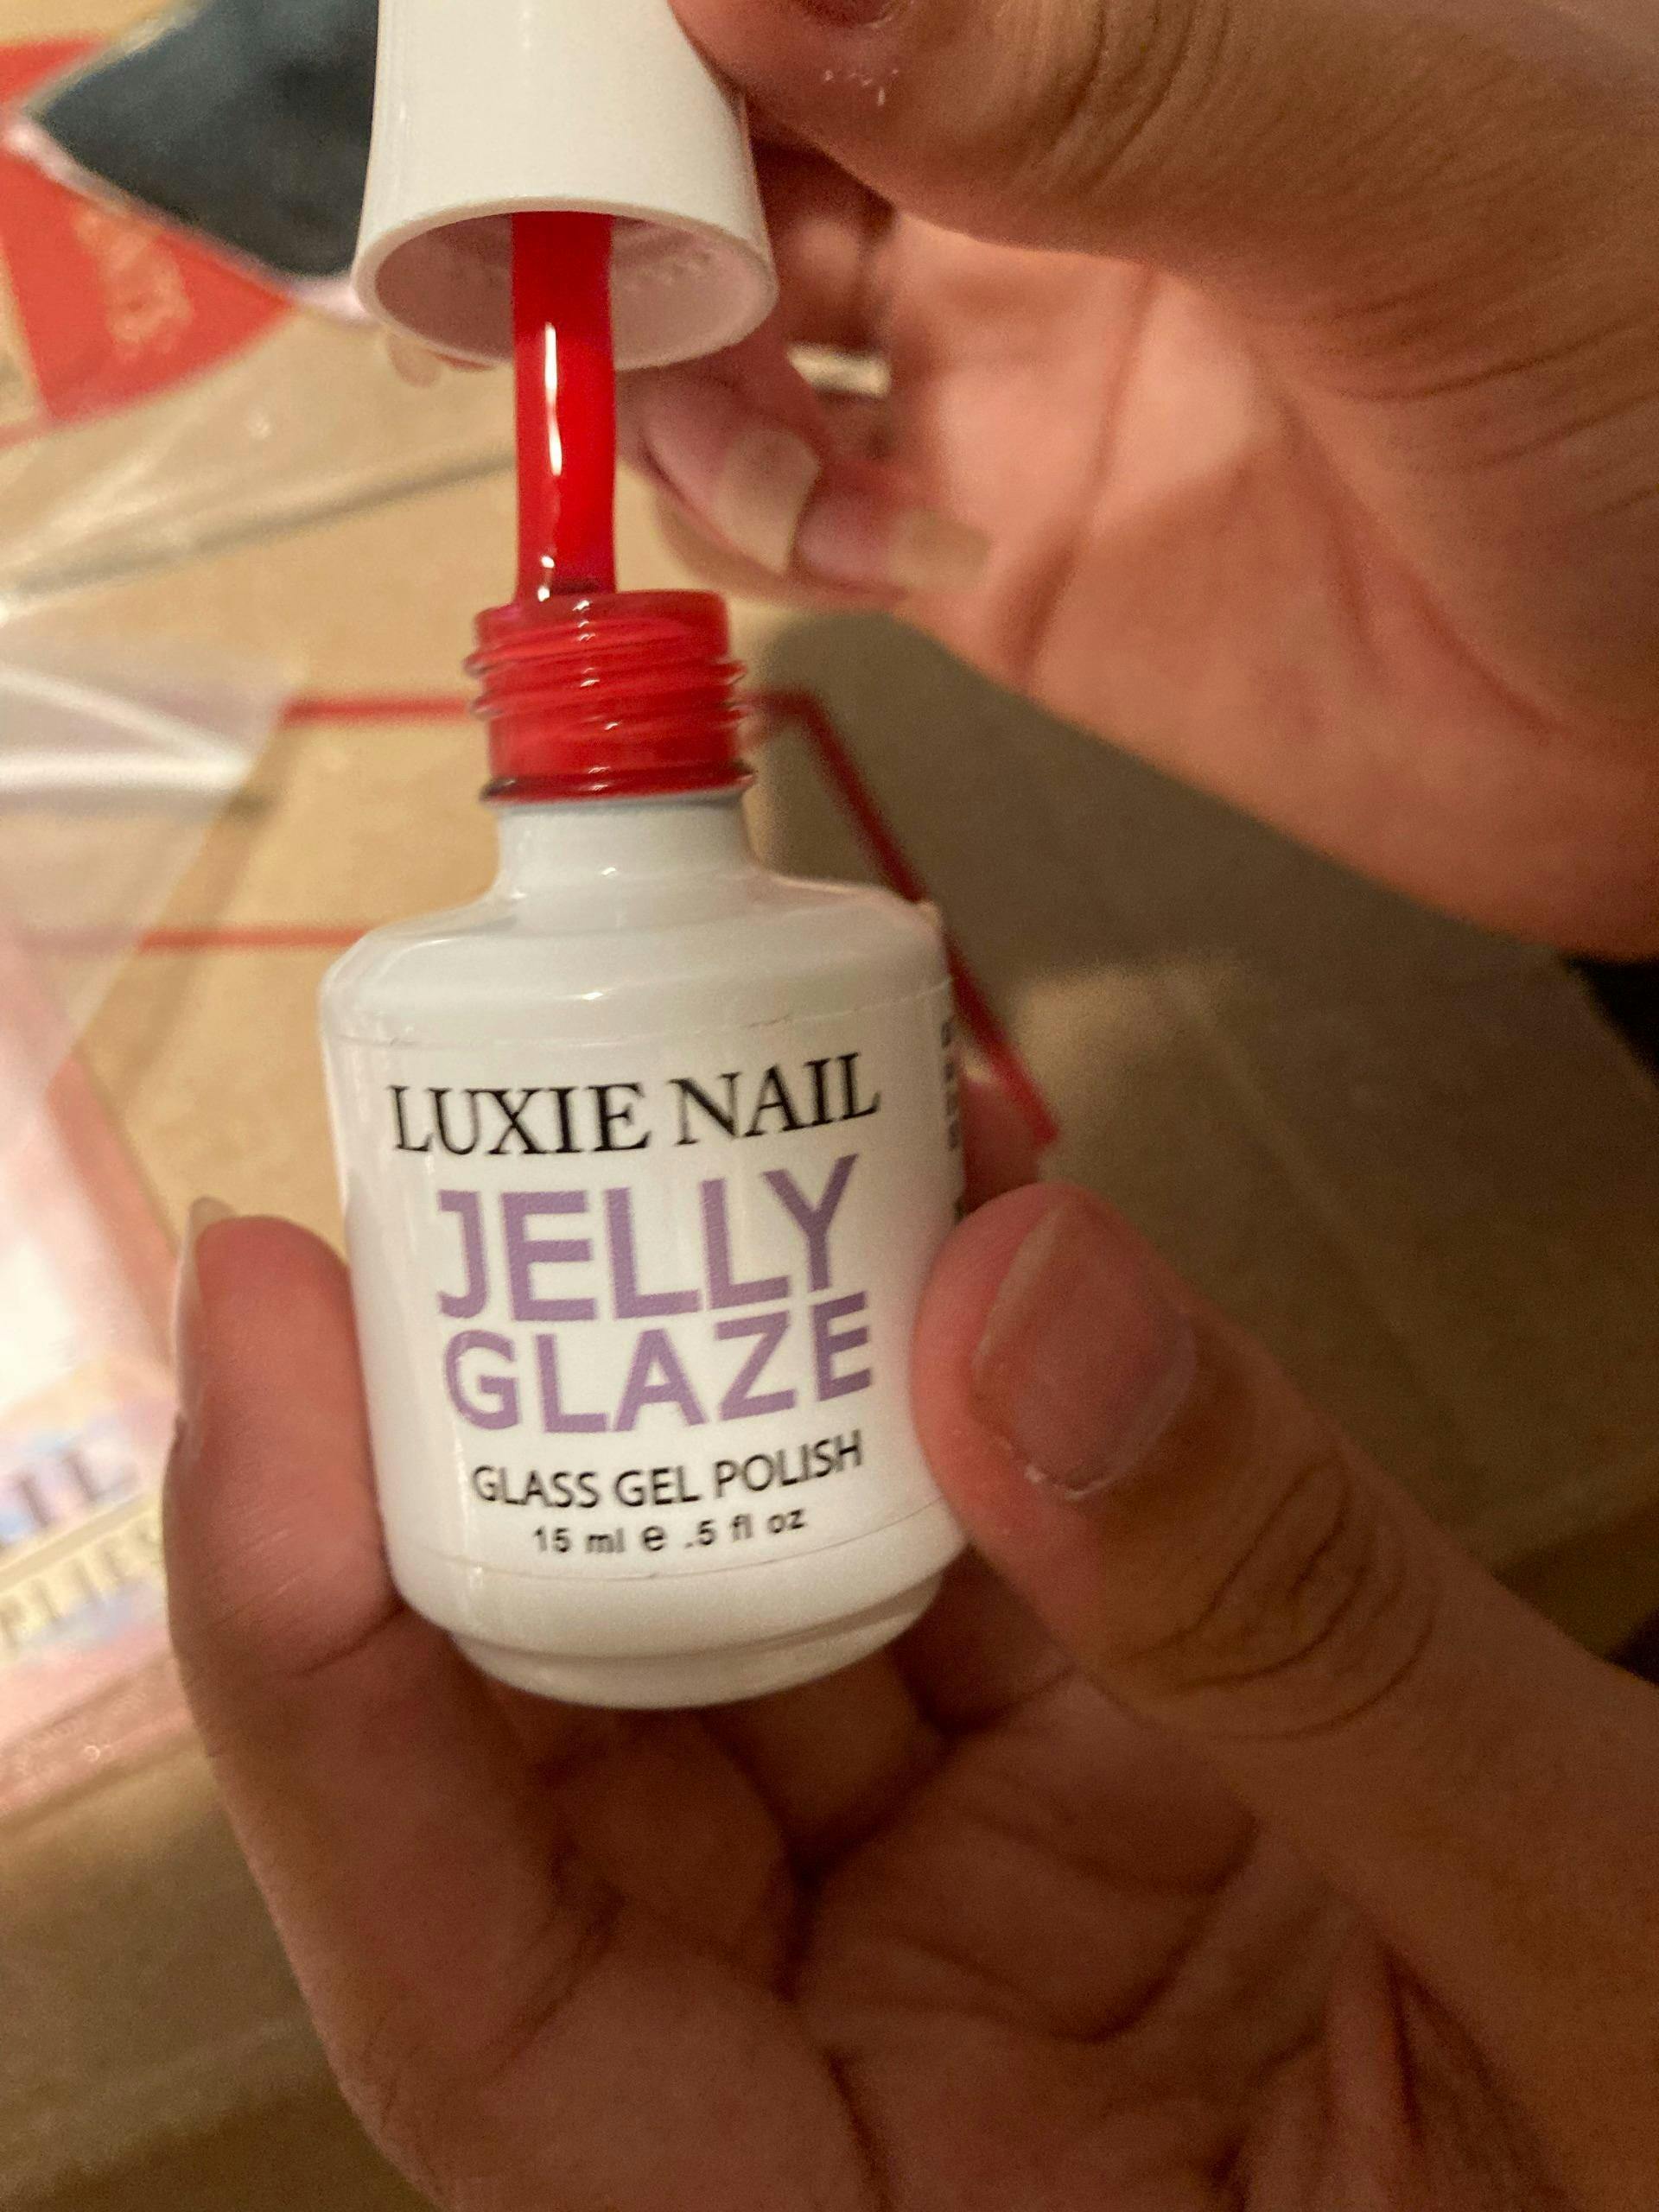 LUXIE NAIL
JELLY
GLAZE
GLASS GEL POLISH
15 ml e .5 fl oz